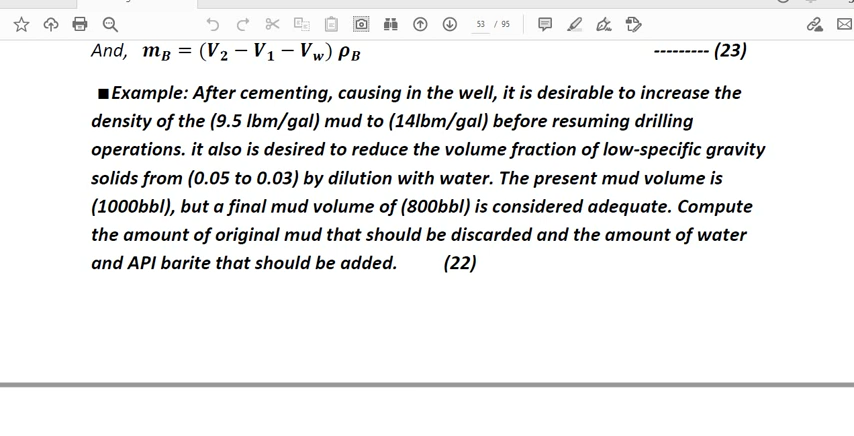 53 / 95
And, m_B = (V_2 − V_1 − V_w) ρ_B --------- (23)
■Example: After cementing, causing in the well, it is desirable to increase the
density of the (9.5 lbm/gal) mud to (14lbm/gal) before resuming drilling
operations. it also is desired to reduce the volume fraction of low-specific gravity
solids from (0.05 to 0.03) by dilution with water. The present mud volume is
(1000bbl), but a final mud volume of (800bbl) is considered adequate. Compute
the amount of original mud that should be discarded and the amount of water
and API barite that should be added. (22)